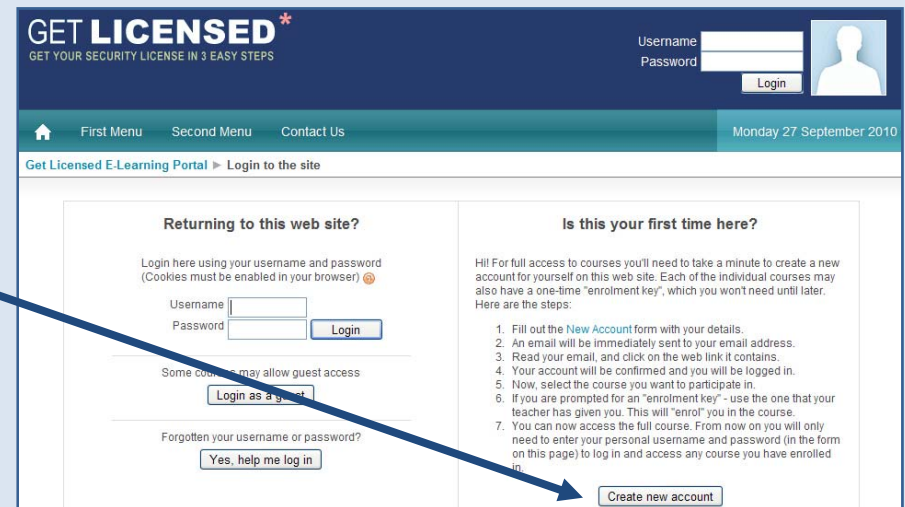 GET LICENSED*
GET YOUR SECURITY LICENSE IN 3 EASY STEPS
Username
Password
Login
First Menu Second Menu Contact Us
Monday 27 September 2010
Get Licensed E-Learning Portal ► Login to the site
Returning to this web site?
Login here using your username and password
(Cookies must be enabled in your browser)
Username
Password
Login
Some courses may allow guest access
Login as a guest
Forgotten your username or password?
Yes, help me log in
Is this your first time here?
Hi! For full access to courses you'll need to take a minute to create a new
account for yourself on this web site. Each of the individual courses may
also have a one-time "enrolment key", which you won't need until later.
Here are the steps:
1. Fill out the New Account form with your details.
2. An email will be immediately sent to your email address.
3. Read your email, and click on the web link it contains.
4. Your account will be confirmed and you will be logged in.
5. Now, select the course you want to participate in.
6. If you are prompted for an "enrolment key" - use the one that your
teacher has given you. This will "enrol" you in the course.
7. You can now access the full course. From now on you will only
need to enter your personal username and password (in the form
on this page) to log in and access any course you have enrolled
in.
Create new account